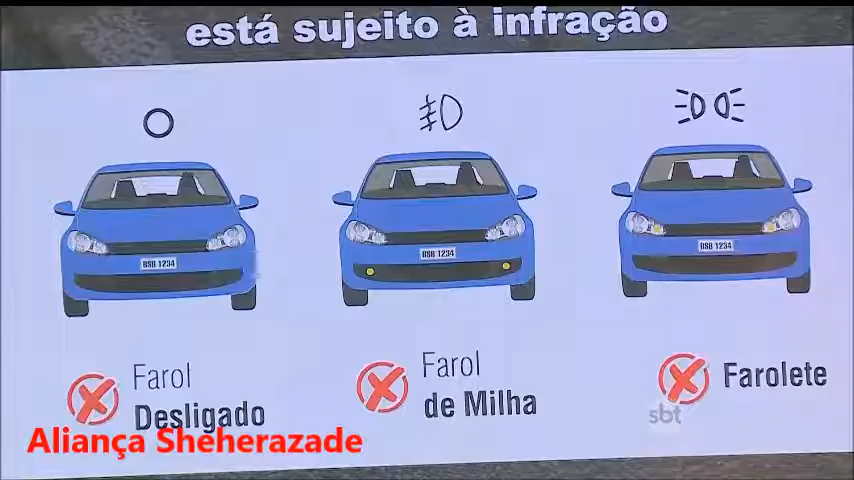 está sujeito à infração
BSB 1234
BSB 1234
BSB 1234
Farol
Desligado
Farol
de Milha
Farolete
sbt
Aliança Sheherazade